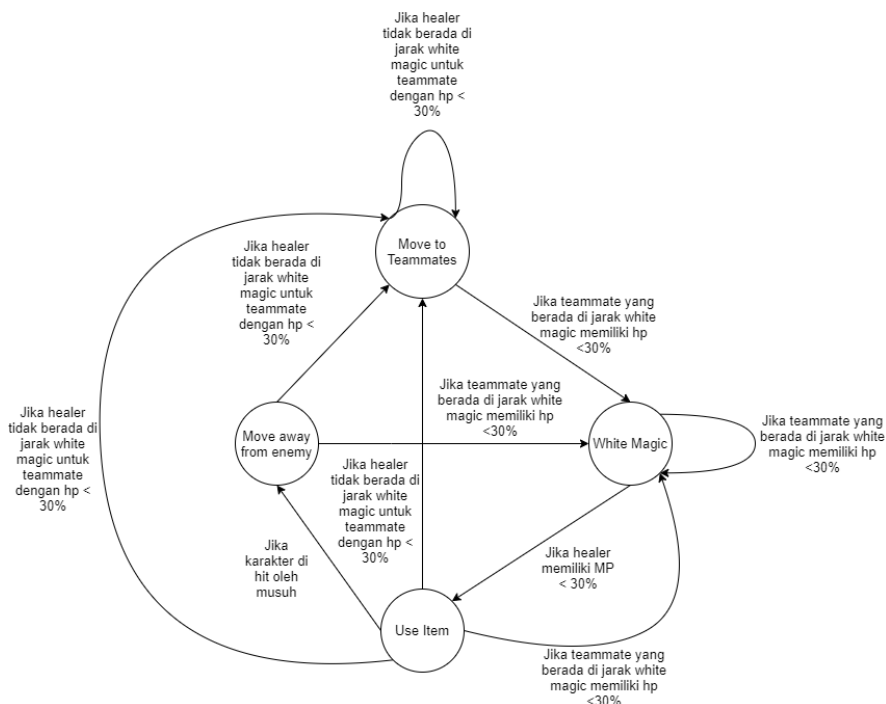 Jika healer
tidak berada di
jarak white
magic untuk
teammate
dengan hp <
30%
Move to
Teammates
Jika healer
tidak berada di
jarak white
magic untuk
teammate
dengan hp <
30%
Jika teammate yang
berada di jarak white
magic memiliki hp
<30%
Jika healer
tidak berada di
jarak white
magic untuk
teammate
dengan hp <
30%
Move away
from enemy
Jika teammate yang
berada di jarak white
magic memiliki hp
<30%
White Magic
Jika teammate yang
berada di jarak white
magic memiliki hp
<30%
Jika healer
tidak berada di
jarak white
magic untuk
teammate
dengan hp <
30%
Jika
karakter di
hit oleh
musuh
Jika healer
memiliki MP
< 30%
Use Item
Jika teammate yang
berada di jarak white
magic memiliki hp
<30%